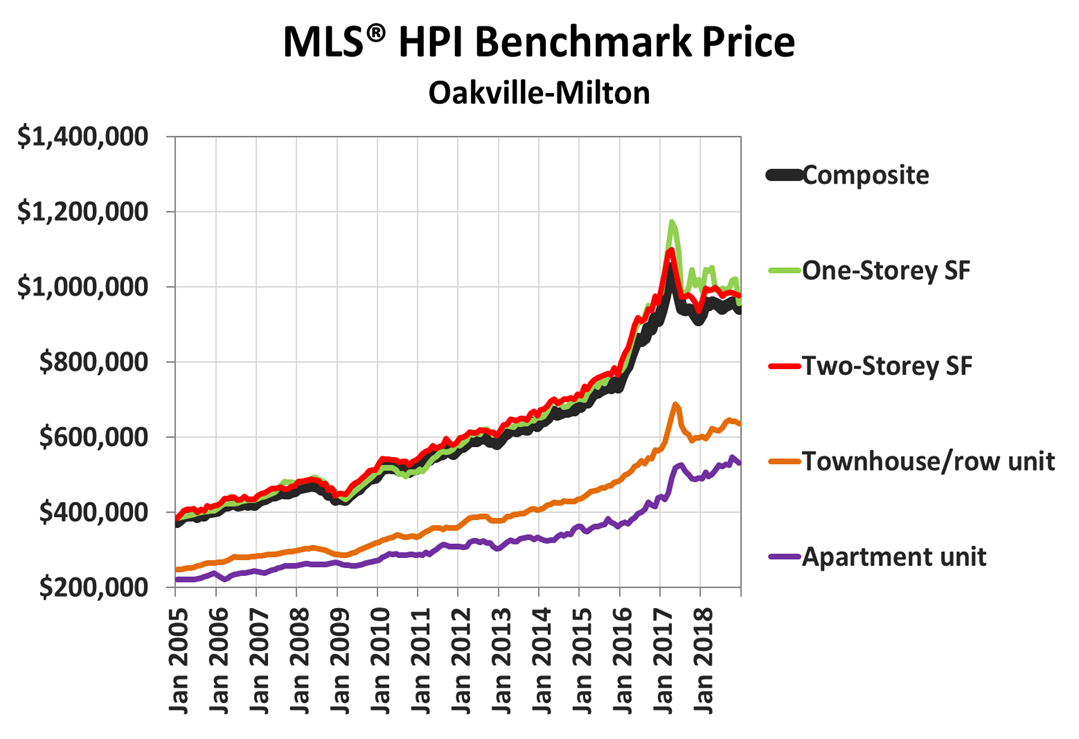 MLS® HPI Benchmark Price
Oakville-Milton
$1,400,000
$1,200,000
$1,000,000
$800,000
$600,000
$400,000
$200,000
Jan 2005
Jan 2006
Jan 2007
Jan 2008
Jan 2009
Jan 2010
Jan 2011
Jan 2012
Jan 2013
Jan 2014
Jan 2015
Jan 2016
Jan 2017
Jan 2018
Composite
One-Storey SF
Two-Storey SF
Townhouse/row unit
Apartment unit